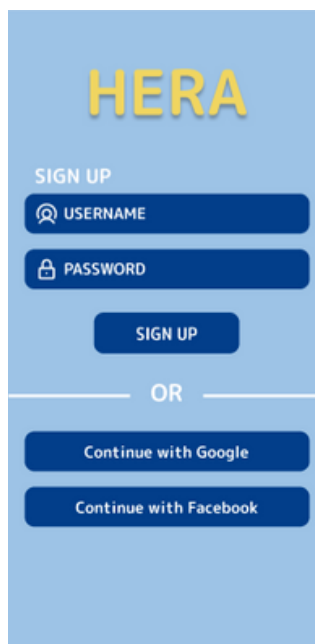 HERA
SIGN UP
USERNAME
PASSWORD
SIGN UP
OR
Continue with Google
Continue with Facebook